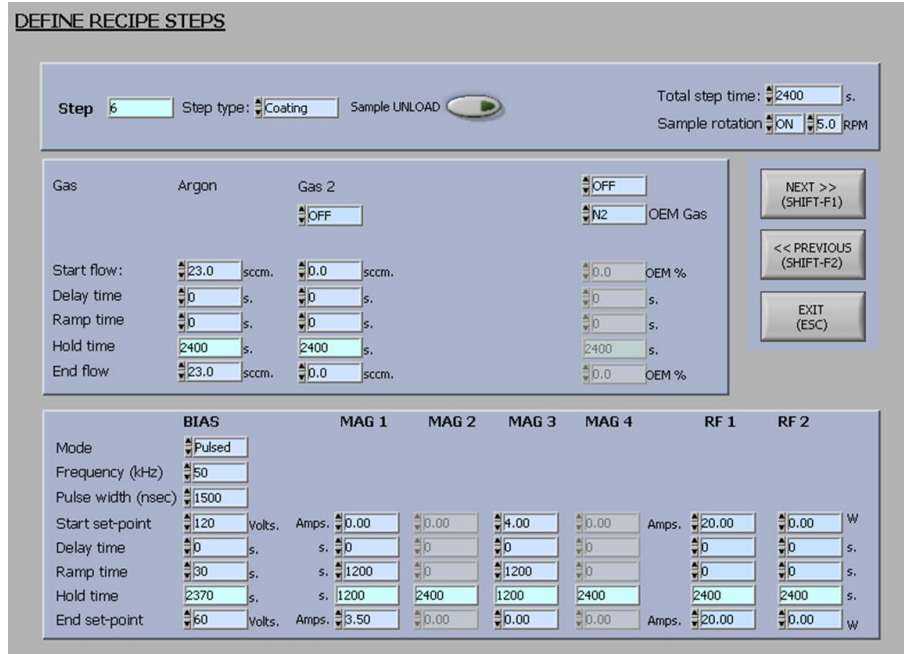 DEFINE RECIPE STEPS
Step 6 Step type: Coating Sample UNLOAD Total step time: 2400 s.
Sample rotation ON 5.0 RPM
Gas Argon Gas 2 OFF
OFF N2 OEM Gas
Start flow: 23.0 sccm. 0.0 sccm. 0.0 OEM %
Delay time 0 s. 0 s. 0 s.
Ramp time 0 s. 0 s. 0 s.
Hold time 2400 s. 2400 s. 2400 s.
End flow 23.0 sccm. 0.0 sccm. 0.0 OEM %
NEXT >>
(SHIFT-F1)
<< PREVIOUS
(SHIFT-F2)
EXIT
(ESC)
BIAS MAG 1 MAG 2 MAG 3 MAG 4 RF 1 RF 2
Mode Pulsed
Frequency (kHz) 50
Pulse width (nsec) 1500
Start set-point 120 Volts. Amps. 0.00 0.00 4.00 0.00 Amps. 20.00 0.00 W
Delay time 0 s. s. 0 0 0 0 0 0 s.
Ramp time 30 s. s. 1200 0 1200 0 0 0 s.
Hold time 2370 s. s. 1200 2400 1200 2400 2400 2400 s.
End set-point 60 Volts. Amps. 3.50 0.00 0.00 0.00 Amps. 20.00 0.00 W